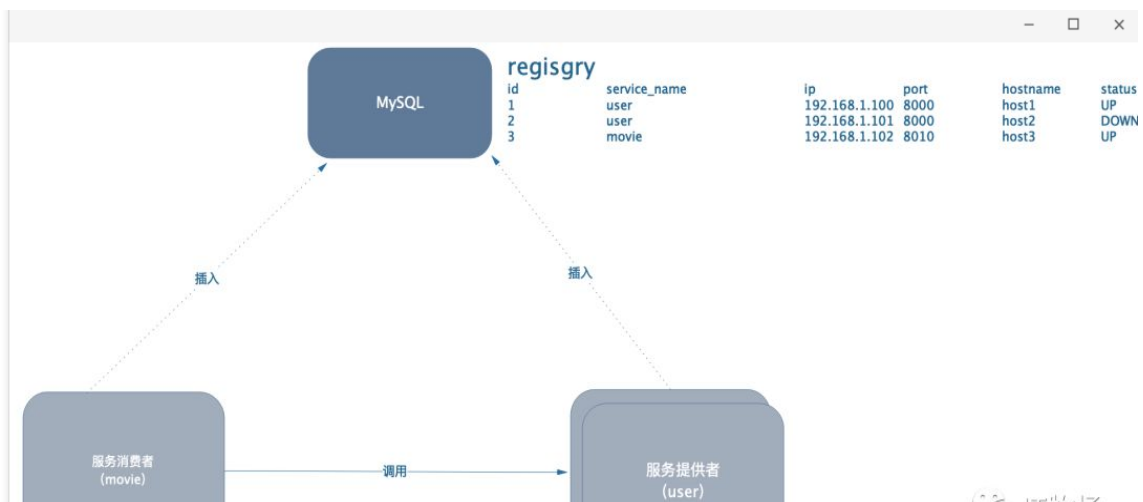 regisgry
MySQL
id service_name ip port hostname status
1 user 192.168.1.100 8000 host1 UP
2 user 192.168.1.101 8000 host2 DOWN
3 movie 192.168.1.102 8010 host3 UP
插入
插入
服务消费者
(movie)
调用
服务提供者
(user)